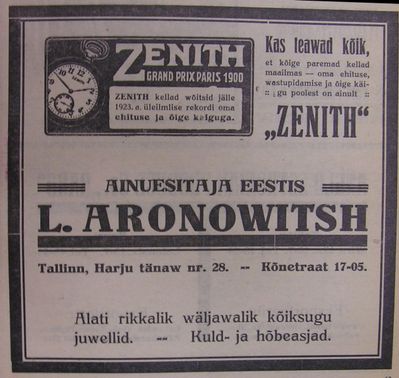 ZENITH
GRAND PRIX PARIS 1900
ZENITH kellad wõitsid jälle
1923. a. üleilmlise rekordi oma
ehituse ja õige käiguga.
Kas teawad kõik,
et kõige paremad kellad
maailmas — oma ehituse,
wastupidamise ja õige käi-
:: gu poolest on ainult ::
„ZENITH“
AINUESITAJA EESTIS
L. ARONOWITSH
Tallinn, Harju tänaw nr. 28. -- Kõnetraat 17-05.
Alati rikkalik wäljawalik kõiksugu
juwellid. -- Kuld- ja hõbeasjad.